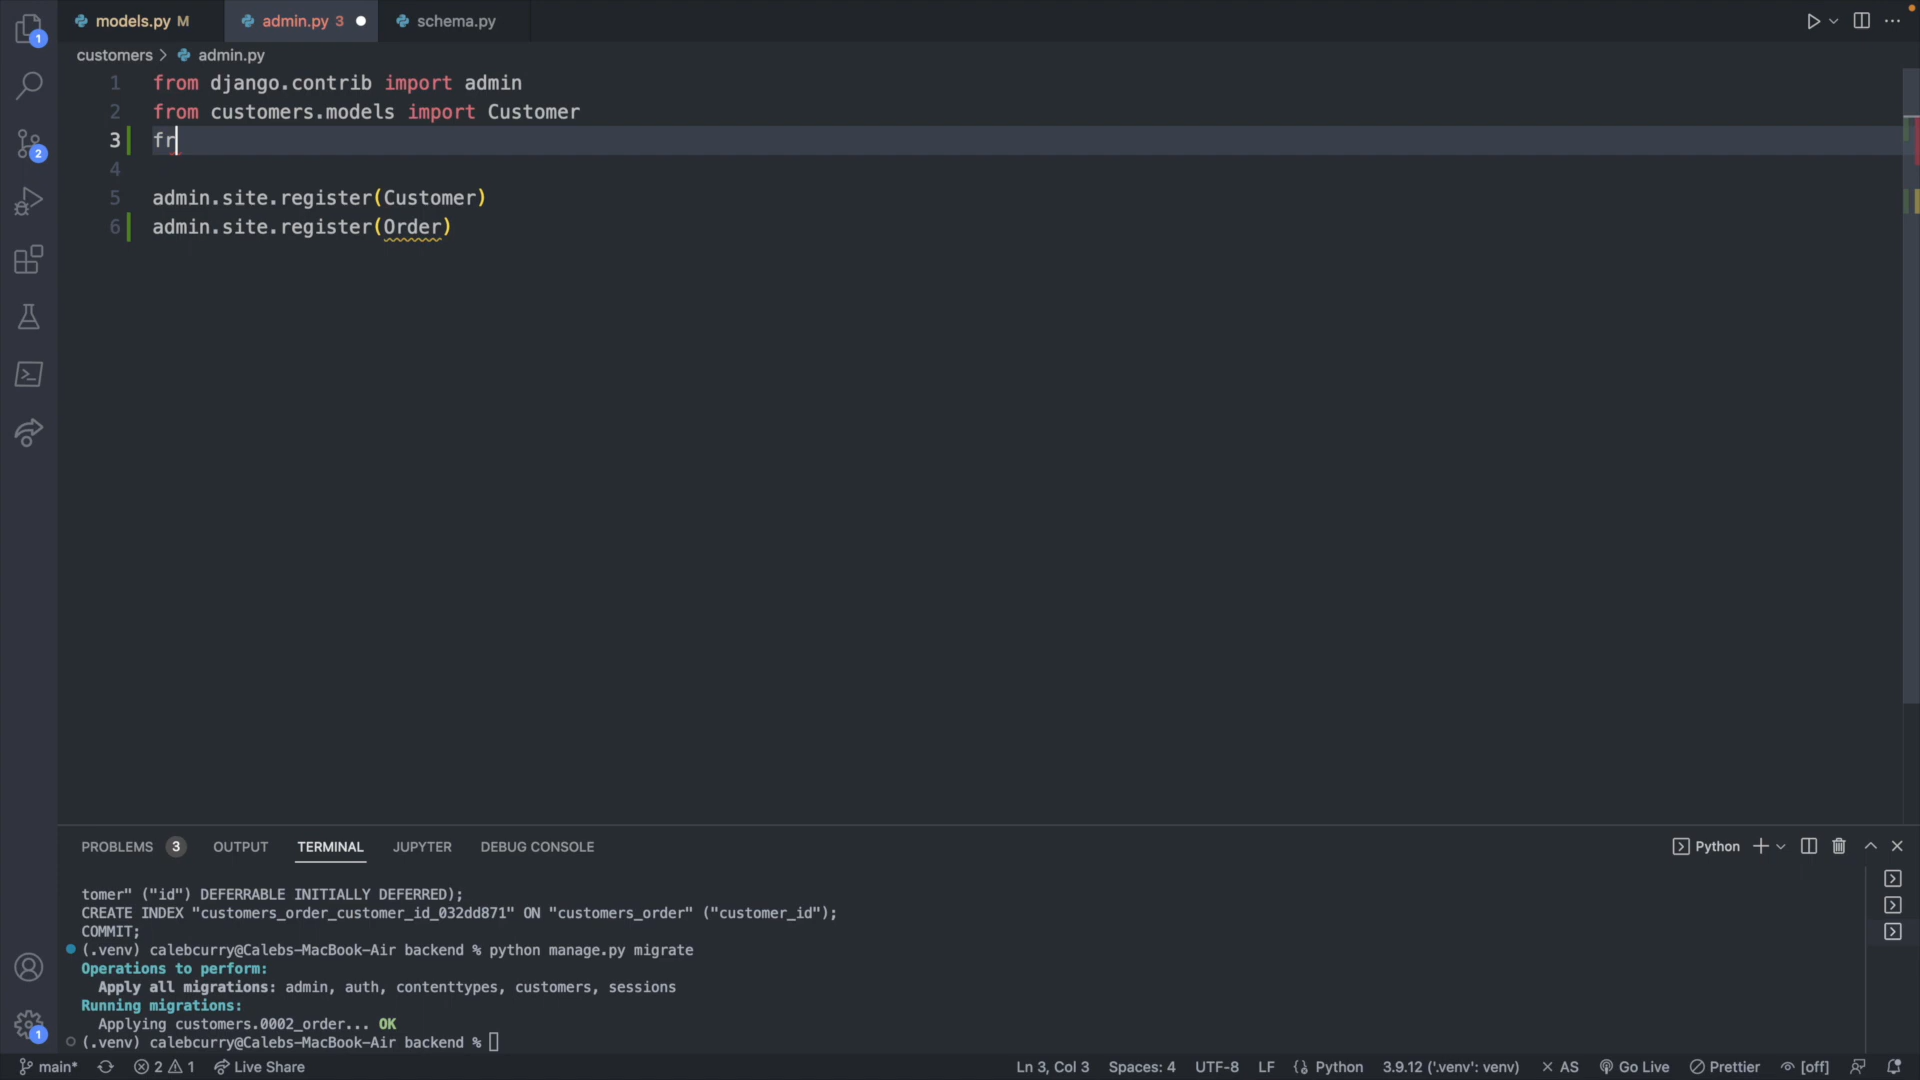 models.py M
admin.py 3
schema.py
customers > admin.py
1 from django.contrib import admin
2 from customers.models import Customer
3 fr
4
5 admin.site.register(Customer)
6 admin.site.register(Order)
1
2
1
PROBLEMS 3 OUTPUT TERMINAL JUPYTER DEBUG CONSOLE
Python
tomer" ("id") DEFERRABLE INITIALLY DEFERRED);
CREATE INDEX "customers_order_customer_id_032dd871" ON "customers_order" ("customer_id");
COMMIT;
(.venv) calebcurry@Calebs-MacBook-Air backend % python manage.py migrate
Operations to perform:
Apply all migrations: admin, auth, contenttypes, customers, sessions
Running migrations:
Applying customers.0002_order... OK
(.venv) calebcurry@Calebs-MacBook-Air backend %
main* 2 1 Live Share Ln 3, Col 3 Spaces: 4 UTF-8 LF Python 3.9.12 ('.venv': venv) AS Go Live Prettier [off]